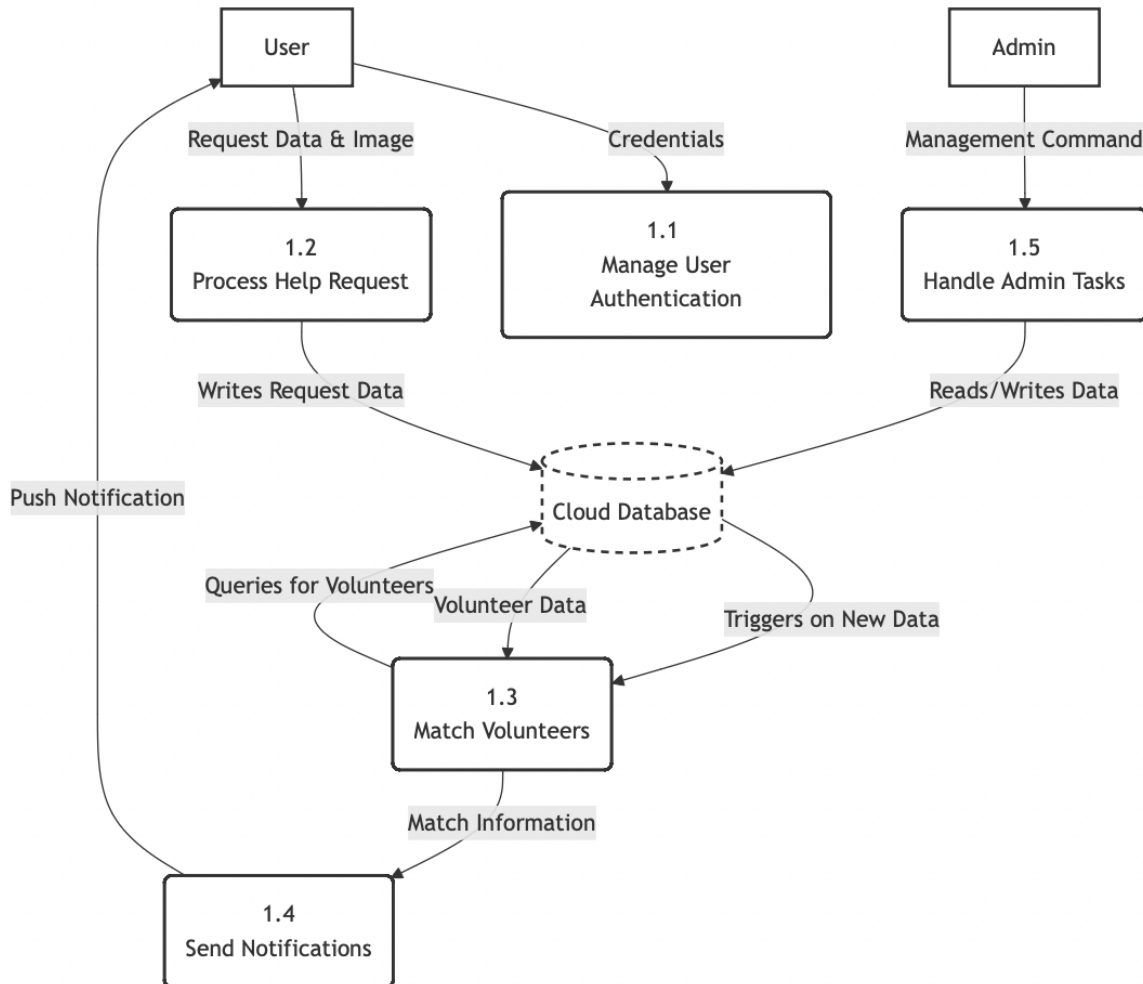 User
Admin
Request Data & Image
Credentials
Management Command
1.2
Process Help Request
1.1
Manage User
Authentication
1.5
Handle Admin Tasks
Writes Request Data
Reads/Writes Data
Push Notification
Cloud Database
Queries for Volunteers
Volunteer Data
Triggers on New Data
1.3
Match Volunteers
Match Information
1.4
Send Notifications